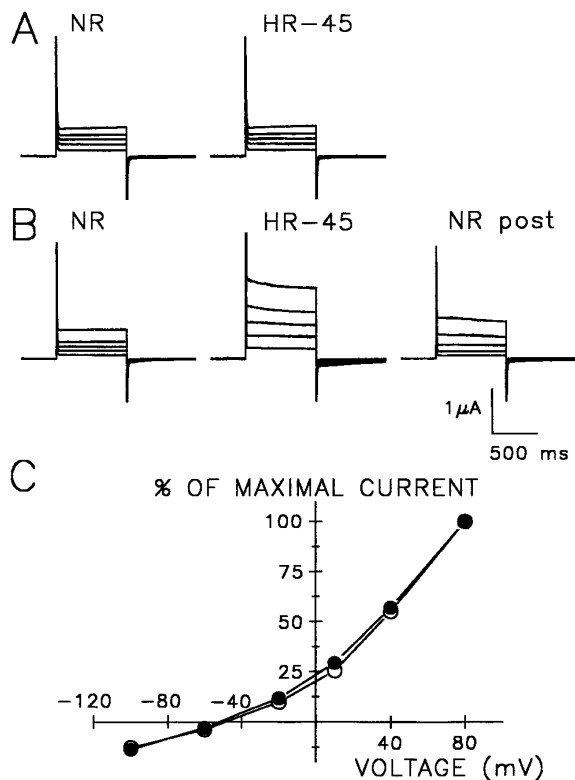 A
NR
HR-45
B
NR
HR-45
NR post
1μA
500 ms
C
% OF MAXIMAL CURRENT
100
75
50
25
-120
-80
-40
40
80
VOLTAGE (mV)